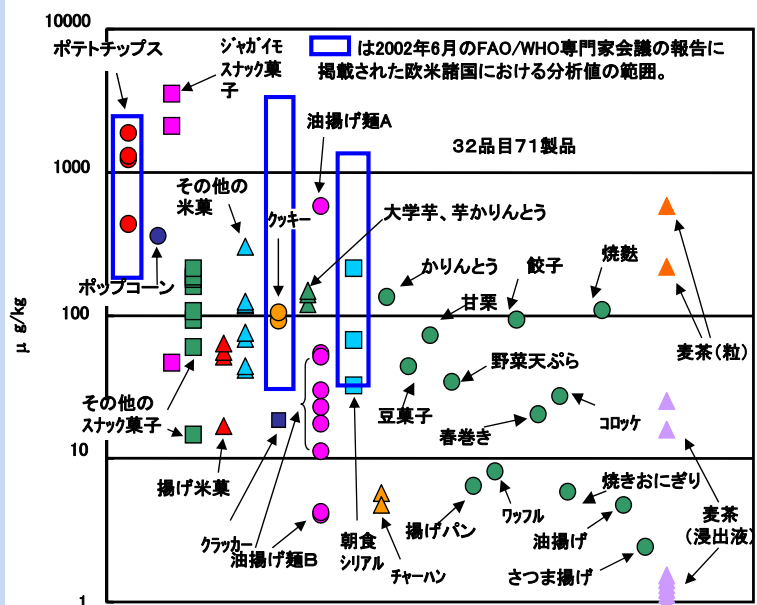 10000
1000
100
10
1
μ g/kg
ポテトチップス
ジャガイモ
スナック菓
子
は2002年6月のFAO/WHO専門家会議の報告に
掲載された欧米諸国における分析値の範囲。
32品目71製品
油揚げ麺A
その他の
米菓
クッキー
大学芋、芋かりんとう
ポップコーン
かりんとう
甘栗
餃子
焼麩
麦茶(粒)
その他の
スナック菓子
豆菓子
野菜天ぷら
春巻き
コロッケ
揚げ米菓
クラッカー
油揚げ麺B
朝食
シリアル
チャーハン
揚げパン
ワッフル
焼きおにぎり
油揚げ
さつま揚げ
麦茶
(浸出液)